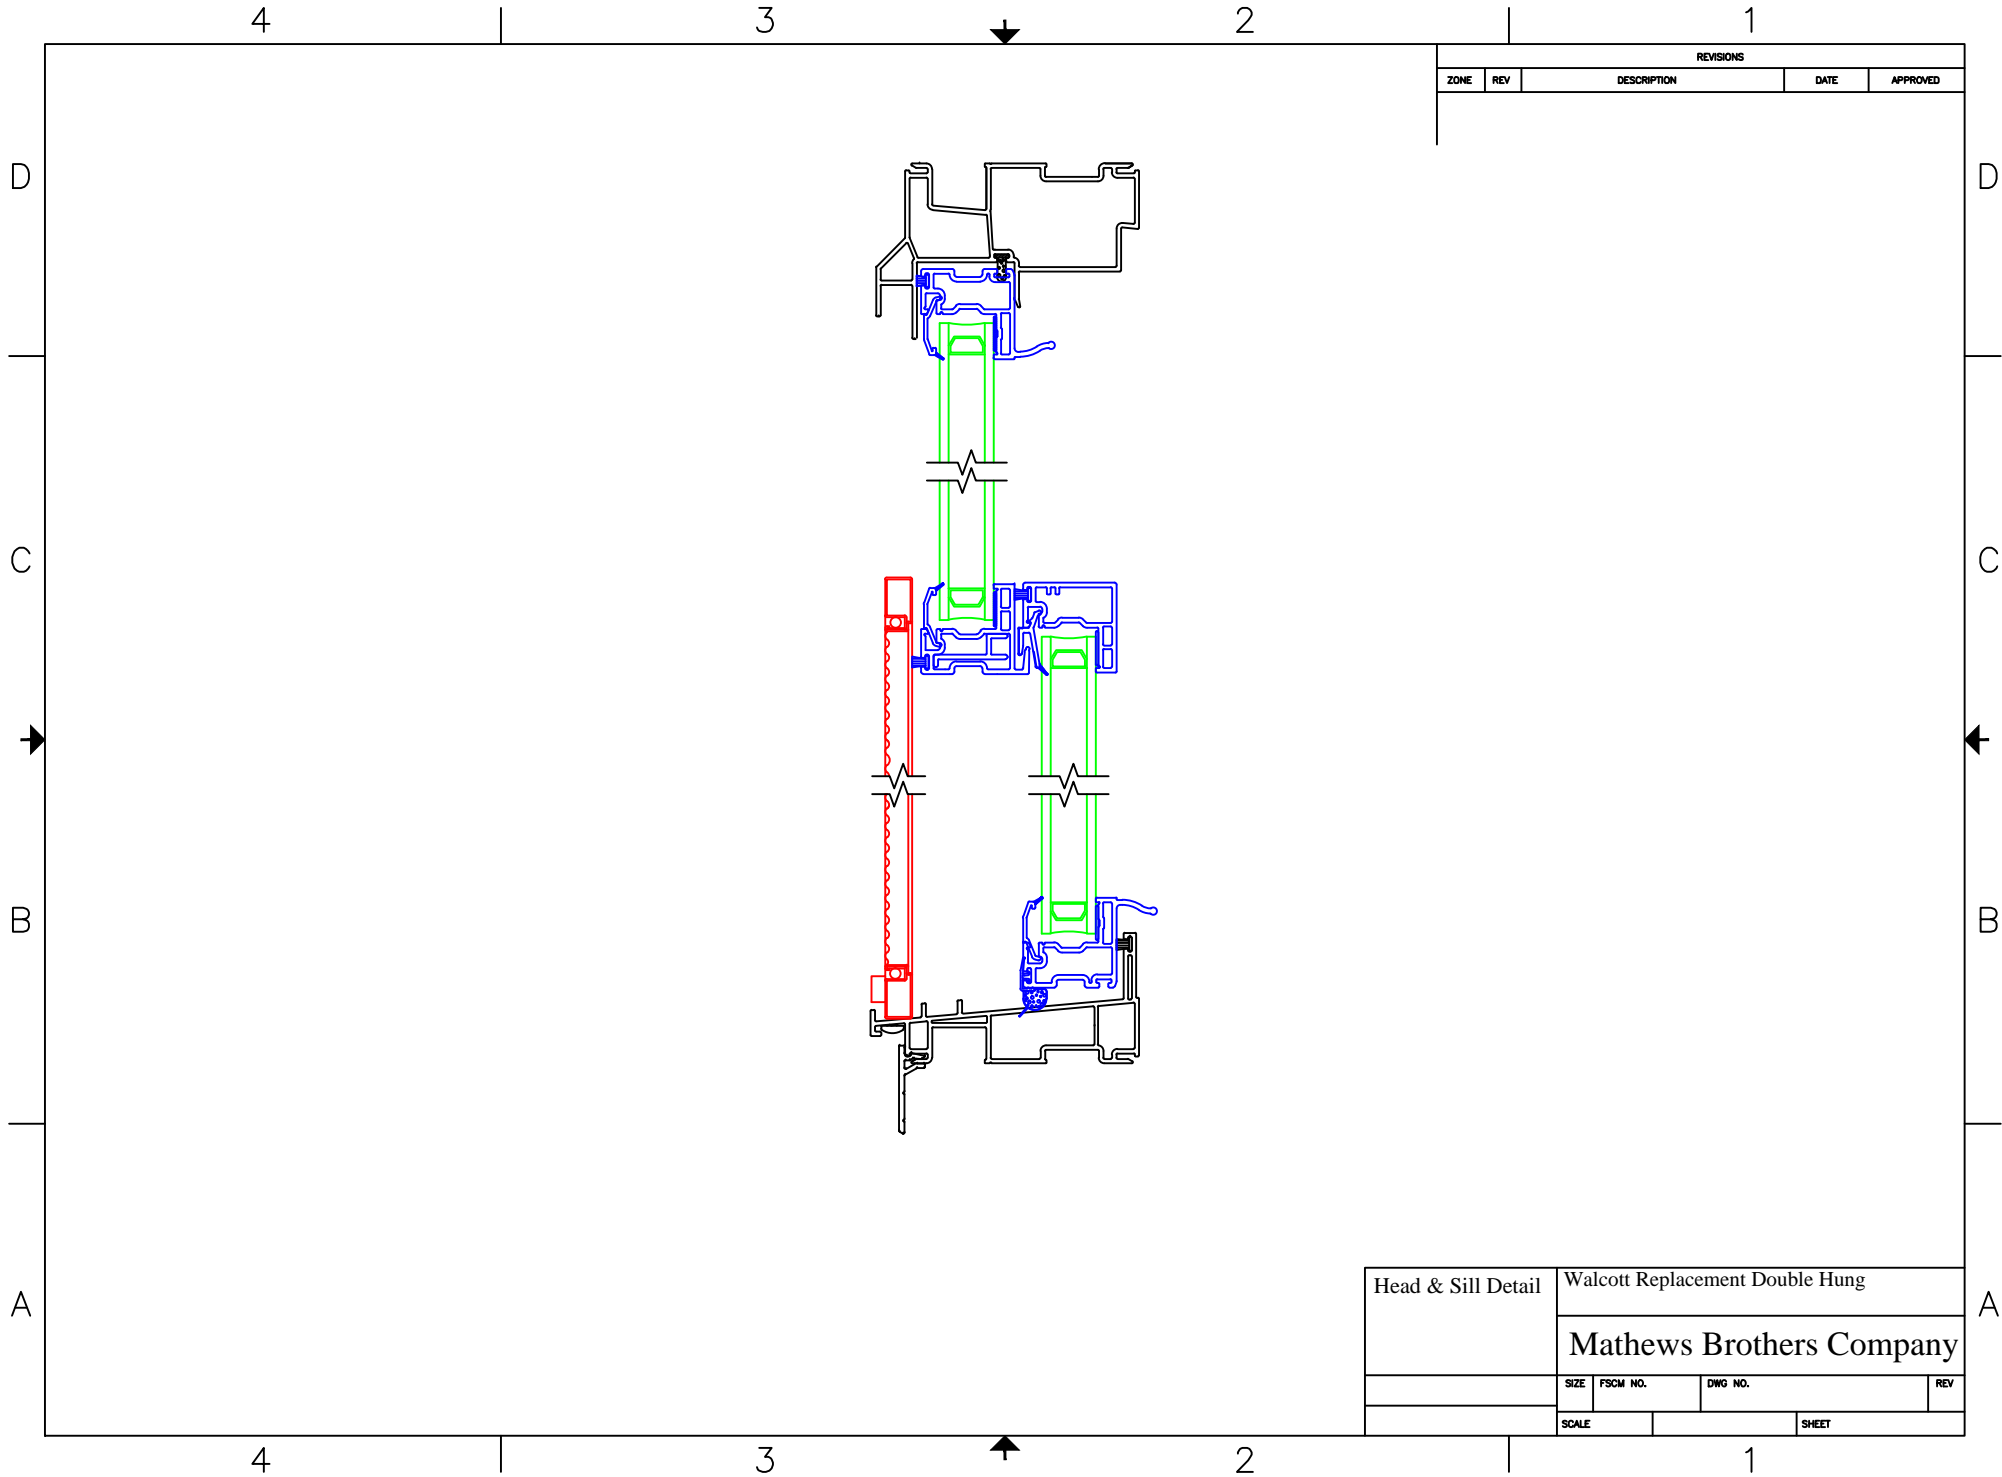 4 3 2 1
REVISIONS
ZONE REV DESCRIPTION DATE APPROVED
D D
C C
B B
A A
Head & Sill Detail
Walcott Replacement Double Hung
Mathews Brothers Company
SIZE FSCM NO. DWG NO. REV
SCALE SHEET
4 3 2 1